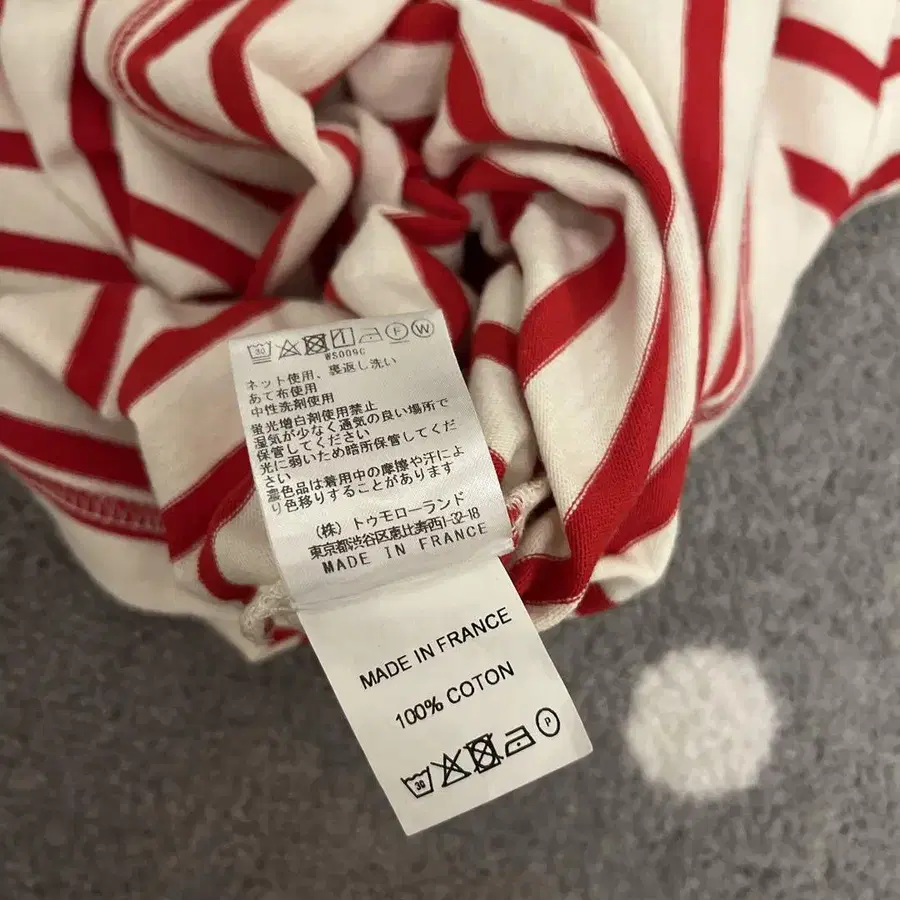 30 F W
WS009C
ネット使用、裏返し洗い
あて布使用
中性洗剤使用
蛍光増白剤使用禁止
湿気が少なく通気の良い場所で
保管してください
光に弱いため暗所保管してくだ
さい
濃色品は着用中の摩擦や汗によ
り色移りすることがあります
(株)トゥモローランド
東京都渋谷区恵比寿西1-32-18
MADE IN FRANCE
MADE IN FRANCE
100% COTON
30 P